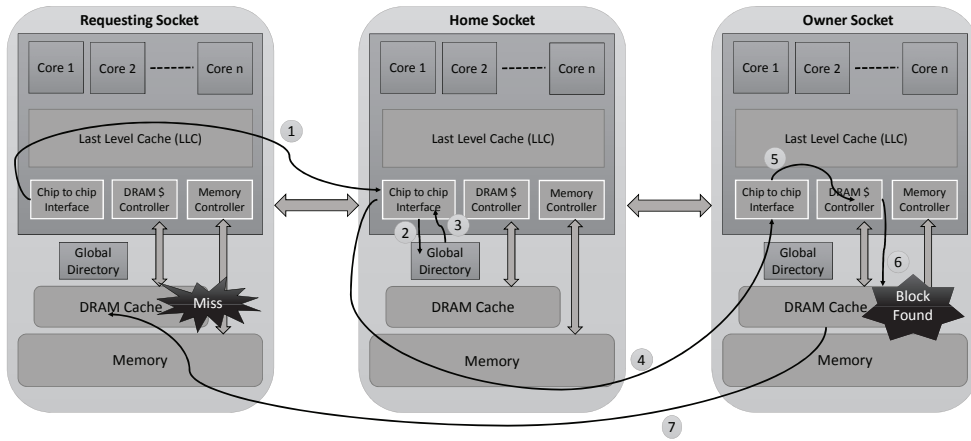 Requesting Socket
Core 1
Core 2
Core n
Last Level Cache (LLC)
1
Chip to chip
Interface
DRAM $
Controller
Memory
Controller
Global
Directory
DRAM Cache
Miss
Memory
Home Socket
Core 1
Core 2
Core n
Last Level Cache (LLC)
Chip to chip
Interface
DRAM $
Controller
Memory
Controller
2
3
Global
Directory
DRAM Cache
Memory
4
Owner Socket
Core 1
Core 2
Core n
Last Level Cache (LLC)
5
Chip to chip
Interface
DRAM $
Controller
Memory
Controller
Global
Directory
6
DRAM Cache
Block
Found
Memory
7